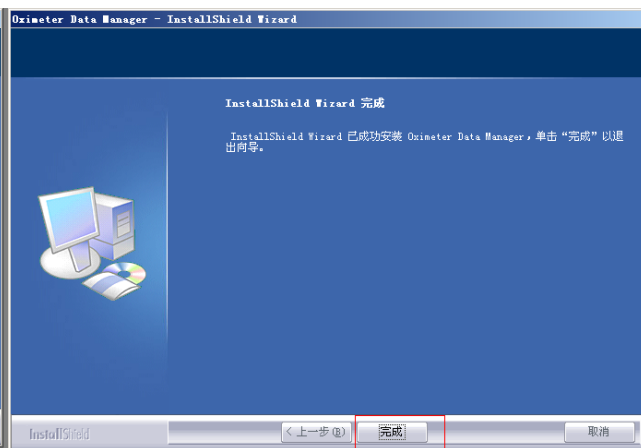 Oximeter Data Manager - InstallShield Wizard
InstallShield Wizard 完成
InstallShield Wizard 已成功安装 Oximeter Data Manager，单击“完成”以退
出向导。
InstallShield
<上一步(B)
完成
取消